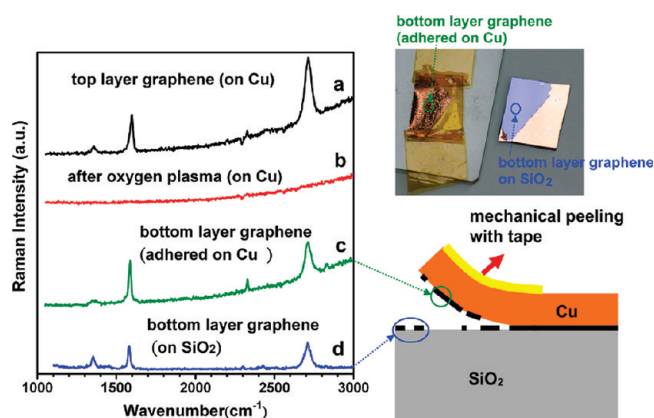 bottom layer graphene
(adhered on Cu)
top layer graphene (on Cu)
a
b
after oxygen plasma (on Cu)
bottom layer graphene
(adhered on Cu )
c
bottom layer graphene
(on SiO₂)
d
Raman Intensity (a.u.)
1000 1500 2000 2500 3000
Wavenumber(cm⁻¹)
bottom layer graphene
on SiO₂
mechanical peeling
with tape
Cu
SiO₂